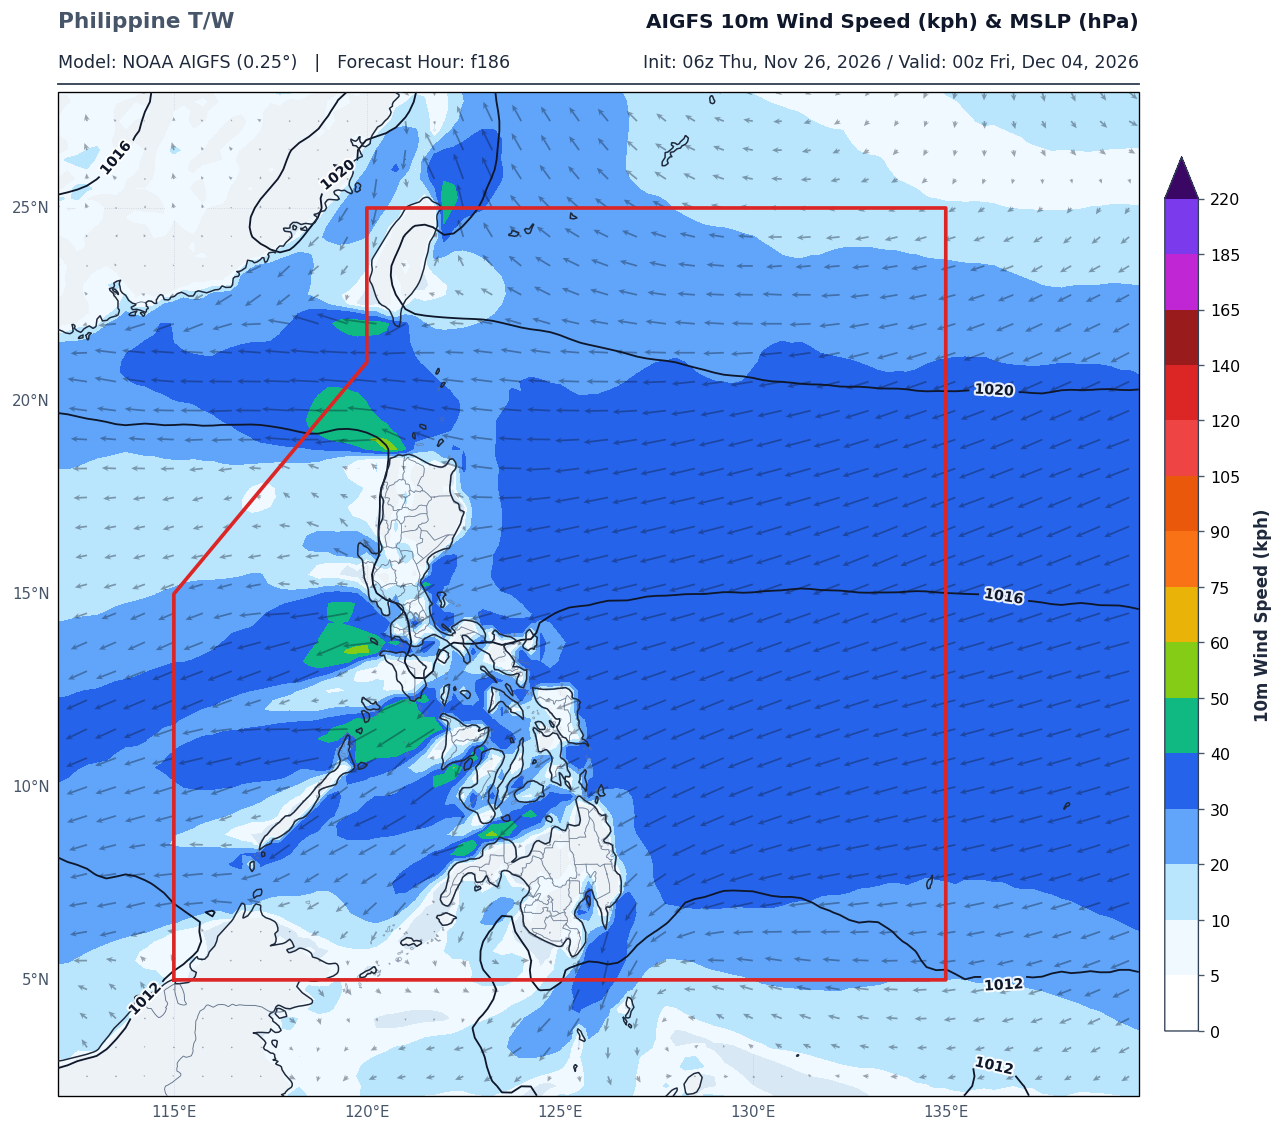 Philippine T/W
AIGFS 10m Wind Speed (kph) & MSLP (hPa)
Model: NOAA AIGFS (0.25°) | Forecast Hour: f186
Init: 06z Thu, Nov 26, 2026 / Valid: 00z Fri, Dec 04, 2026
1016
1020
25°N
20°N
15°N
10°N
5°N
1020
1016
1012
1012
1012
115°E
120°E
125°E
130°E
135°E
220
185
165
140
120
105
90
75
60
50
40
30
20
10
5
0
10m Wind Speed (kph)